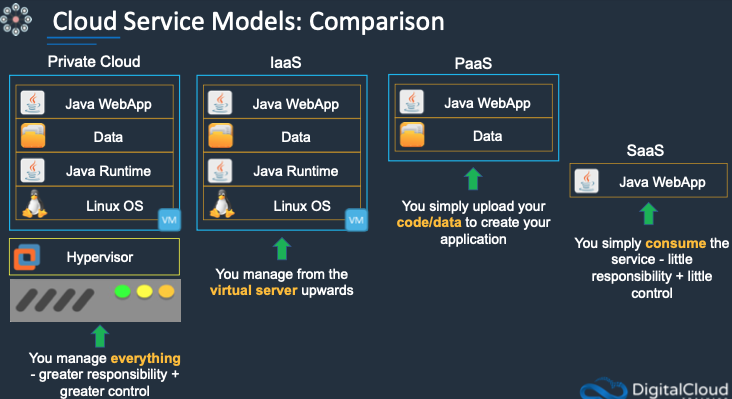 Cloud Service Models: Comparison
Private Cloud
Java WebApp
Data
Java Runtime
Linux OS
VM
Hypervisor
You manage everything
- greater responsibility +
greater control
IaaS
Java WebApp
Data
Java Runtime
Linux OS
VM
You manage from the
virtual server upwards
PaaS
Java WebApp
Data
You simply upload your
code/data to create your
application
SaaS
Java WebApp
You simply consume the
service - little
responsibility + little
control
DigitalCloud